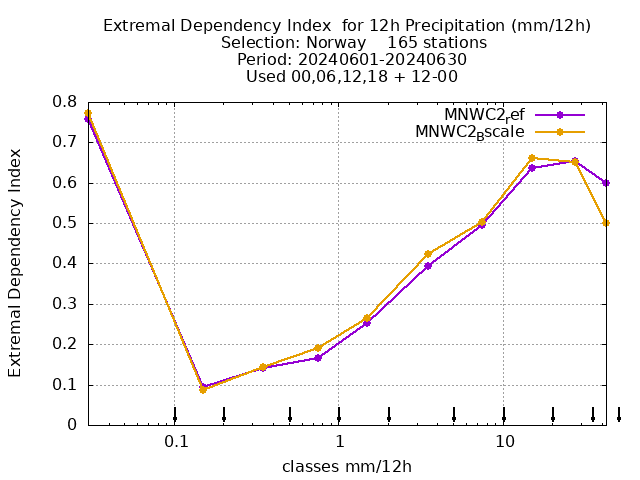 Extremal Dependency Index  for 12h Precipitation (mm/12h)
Selection: Norway    165 stations
Period: 20240601-20240630
Used 00,06,12,18 + 12-00
MNWC2ref
MNWC2Bscale
Extremal Dependency Index
0.8
0.7
0.6
0.5
0.4
0.3
0.2
0.1
0
0.1 1 10
classes mm/12h